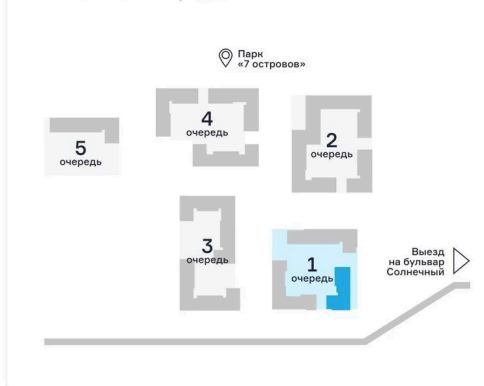 Парк
«7 островов»
4
очередь
2
очередь
5
очередь
3
очередь
1
очередь
Выезд
на бульвар
Солнечный